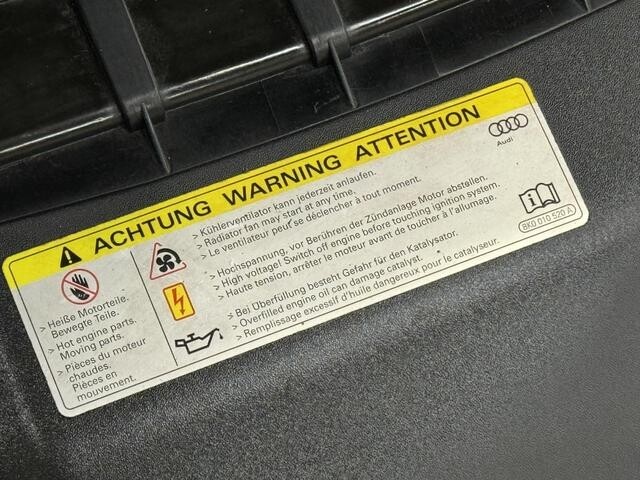 ACHTUNG WARNING ATTENTION
Audi
> Heiße Motorteile.
Bewegte Teile.
> Hot engine parts.
Moving parts.
> Pièces du moteur
chaudes.
Pièces en
mouvement.
> Kühlerventilator kann jederzeit anlaufen.
> Radiator fan may start at any time.
> Le ventilateur peut se déclencher à tout moment.
> Hochspannung, vor Berühren der Zündanlage Motor abstellen.
> High voltage! Switch off engine before touching ignition system.
> Haute tension, arrêter le moteur avant de toucher à l'allumage.
> Bei Überfüllung besteht Gefahr für den Katalysator.
> Overfilled engine oil can damage catalyst.
> Remplissage excessif d'huile dangereux pour le catalyseur.
8K0 010 520 A